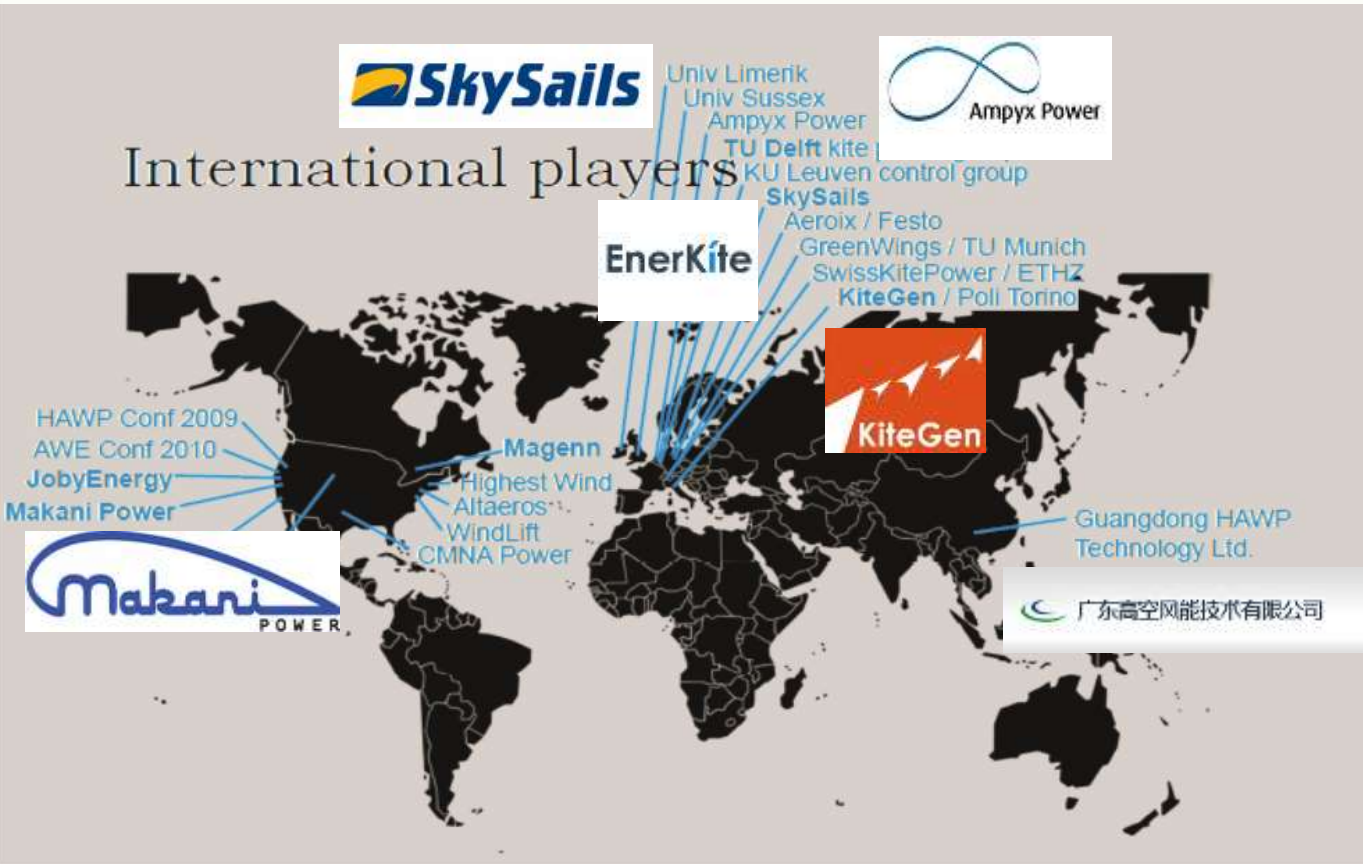 SkySails
Univ Limerik
Univ Sussex
Ampyx Power
Ampyx Power
International players
TU Delft kite
KU Leuven control group
SkySails
Aeroix / Festo
EnerKite
GreenWings / TU Munich
SwissKitePower / ETHZ
KiteGen / Poli Torino
KiteGen
HAWP Conf 2009
AWE Conf 2010
JobyEnergy
Makani Power
Magenn
Highest Wind
Altaeros
WindLift
CMNA Power
Makani
POWER
Guangdong HAWP
Technology Ltd.
广东高空风能技术有限公司